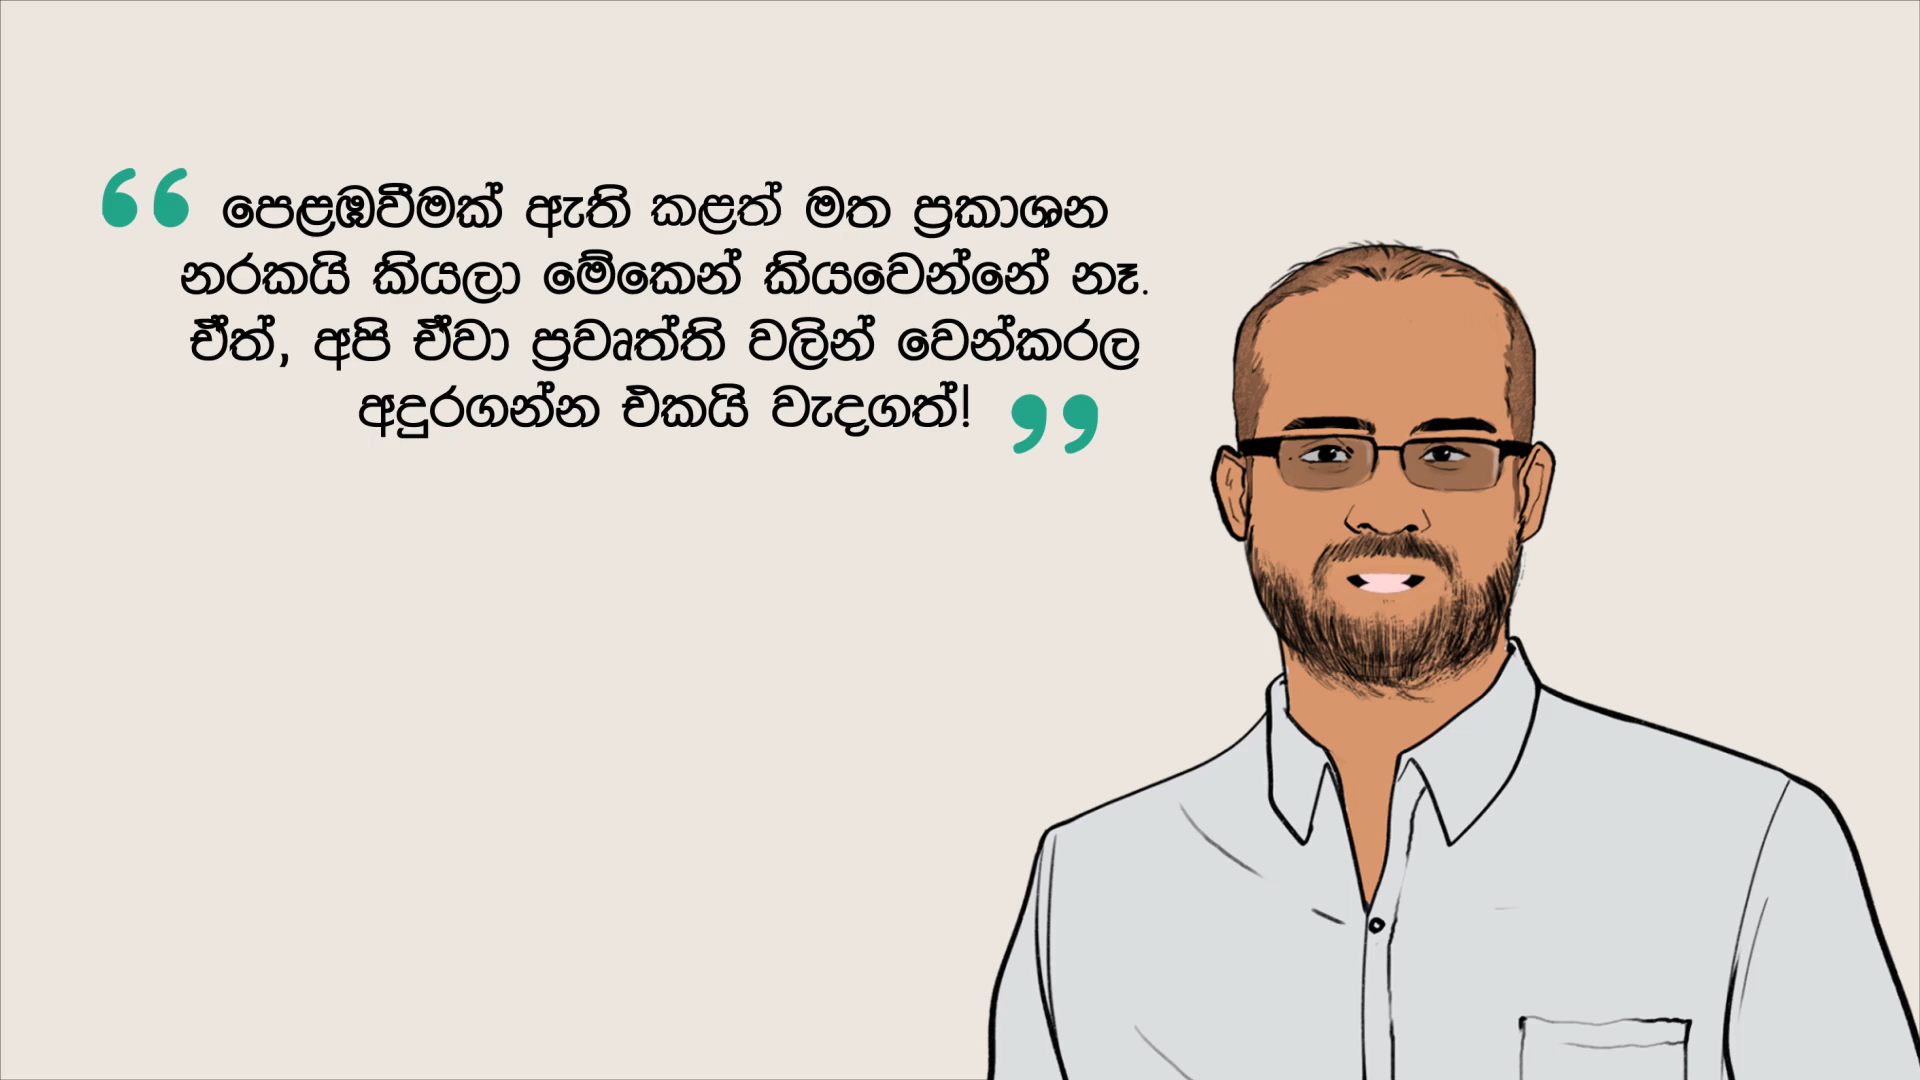 “ පෙළඹවීමක් ඇති කළත් මත ප්‍රකාශන
නරකයි කියලා මේකෙන් කියවෙන්නේ නෑ.
ඒත්, අපි ඒවා ප්‍රවෘත්ති වලින් වෙන්කරල
අදුරගන්න එකයි වැදගත්! ”